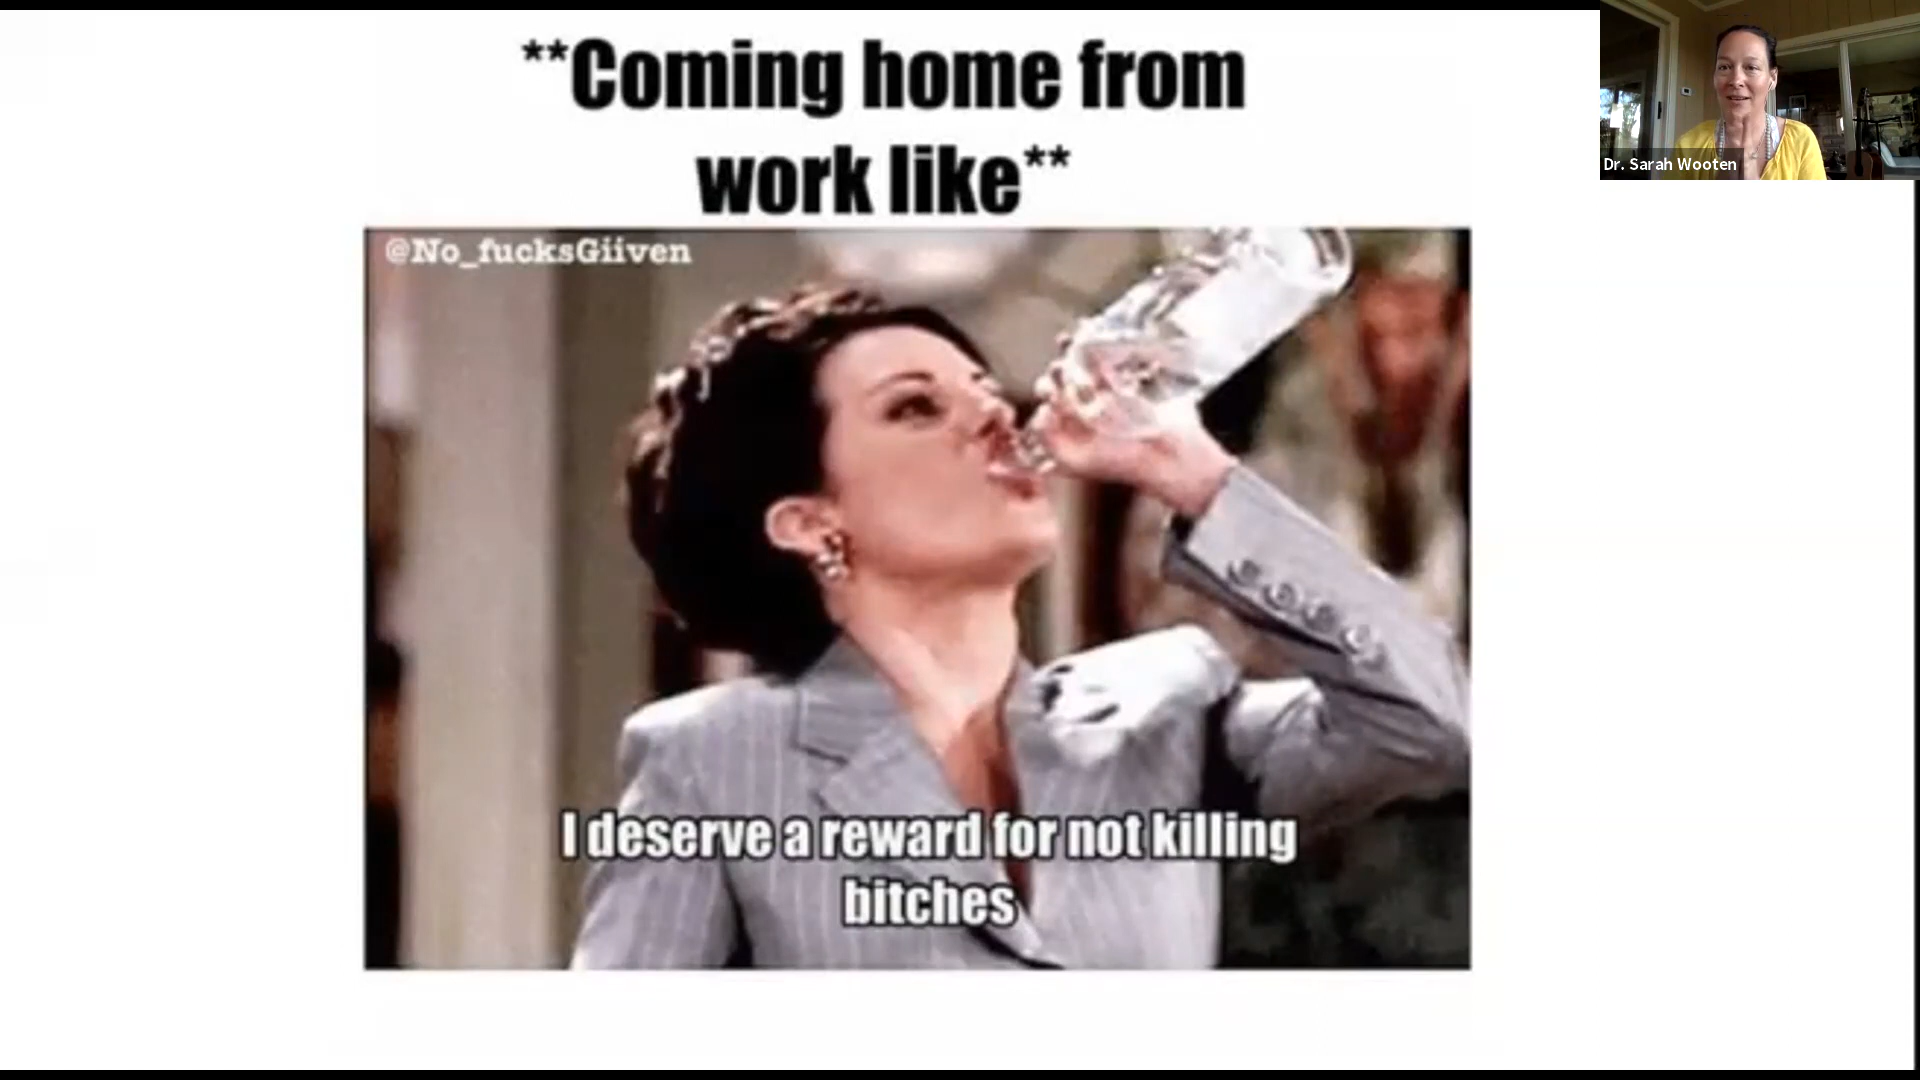 **Coming home from
work like**
Dr. Sarah Wooten
@No_fucksGiiven
I deserve a reward for not killing
bitches